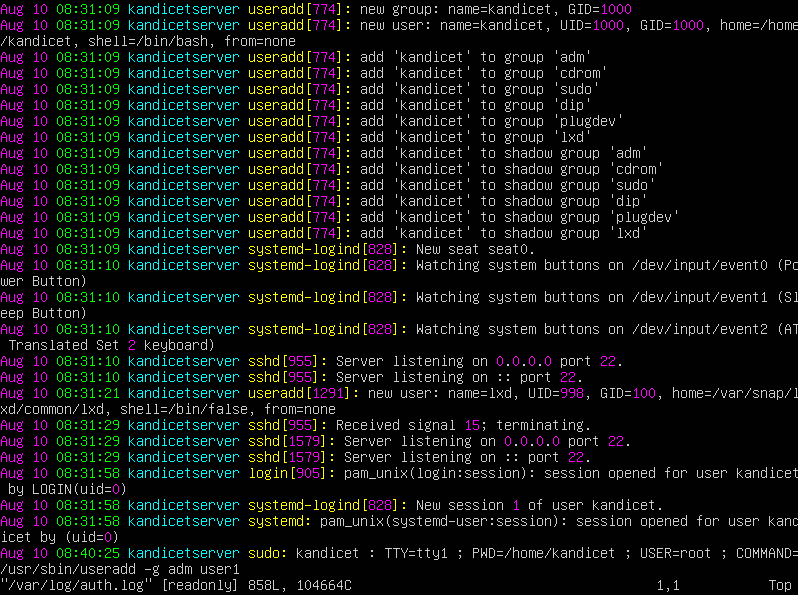 Aug 10 08:31:09 kandicetserver useradd[774]: new group: name=kandicet, GID=1000
Aug 10 08:31:09 kandicetserver useradd[774]: new user: name=kandicet, UID=1000, GID=1000, home=/home
/kandicet, shell=/bin/bash, from=none
Aug 10 08:31:09 kandicetserver useradd[774]: add 'kandicet' to group 'adm'
Aug 10 08:31:09 kandicetserver useradd[774]: add 'kandicet' to group 'cdrom'
Aug 10 08:31:09 kandicetserver useradd[774]: add 'kandicet' to group 'sudo'
Aug 10 08:31:09 kandicetserver useradd[774]: add 'kandicet' to group 'dip'
Aug 10 08:31:09 kandicetserver useradd[774]: add 'kandicet' to group 'plugdev'
Aug 10 08:31:09 kandicetserver useradd[774]: add 'kandicet' to group 'lxd'
Aug 10 08:31:09 kandicetserver useradd[774]: add 'kandicet' to shadow group 'adm'
Aug 10 08:31:09 kandicetserver useradd[774]: add 'kandicet' to shadow group 'cdrom'
Aug 10 08:31:09 kandicetserver useradd[774]: add 'kandicet' to shadow group 'sudo'
Aug 10 08:31:09 kandicetserver useradd[774]: add 'kandicet' to shadow group 'dip'
Aug 10 08:31:09 kandicetserver useradd[774]: add 'kandicet' to shadow group 'plugdev'
Aug 10 08:31:09 kandicetserver useradd[774]: add 'kandicet' to shadow group 'lxd'
Aug 10 08:31:09 kandicetserver systemd-logind[828]: New seat seat0.
Aug 10 08:31:10 kandicetserver systemd-logind[828]: Watching system buttons on /dev/input/event0 (Po
wer Button)
Aug 10 08:31:10 kandicetserver systemd-logind[828]: Watching system buttons on /dev/input/event1 (Sl
eep Button)
Aug 10 08:31:10 kandicetserver systemd-logind[828]: Watching system buttons on /dev/input/event2 (AT
 Translated Set 2 keyboard)
Aug 10 08:31:10 kandicetserver sshd[955]: Server listening on 0.0.0.0 port 22.
Aug 10 08:31:10 kandicetserver sshd[955]: Server listening on :: port 22.
Aug 10 08:31:21 kandicetserver useradd[1291]: new user: name=lxd, UID=998, GID=100, home=/var/snap/l
xd/common/lxd, shell=/bin/false, from=none
Aug 10 08:31:29 kandicetserver sshd[955]: Received signal 15; terminating.
Aug 10 08:31:29 kandicetserver sshd[1579]: Server listening on 0.0.0.0 port 22.
Aug 10 08:31:29 kandicetserver sshd[1579]: Server listening on :: port 22.
Aug 10 08:31:58 kandicetserver login[905]: pam_unix(login:session): session opened for user kandicet
 by LOGIN(uid=0)
Aug 10 08:31:58 kandicetserver systemd-logind[828]: New session 1 of user kandicet.
Aug 10 08:31:58 kandicetserver systemd: pam_unix(systemd-user:session): session opened for user kand
icet by (uid=0)
Aug 10 08:40:25 kandicetserver sudo: kandicet : TTY=tty1 ; PWD=/home/kandicet ; USER=root ; COMMAND=
/usr/sbin/useradd -g adm user1
"/var/log/auth.log" [readonly] 858L, 104664C 1,1 Top